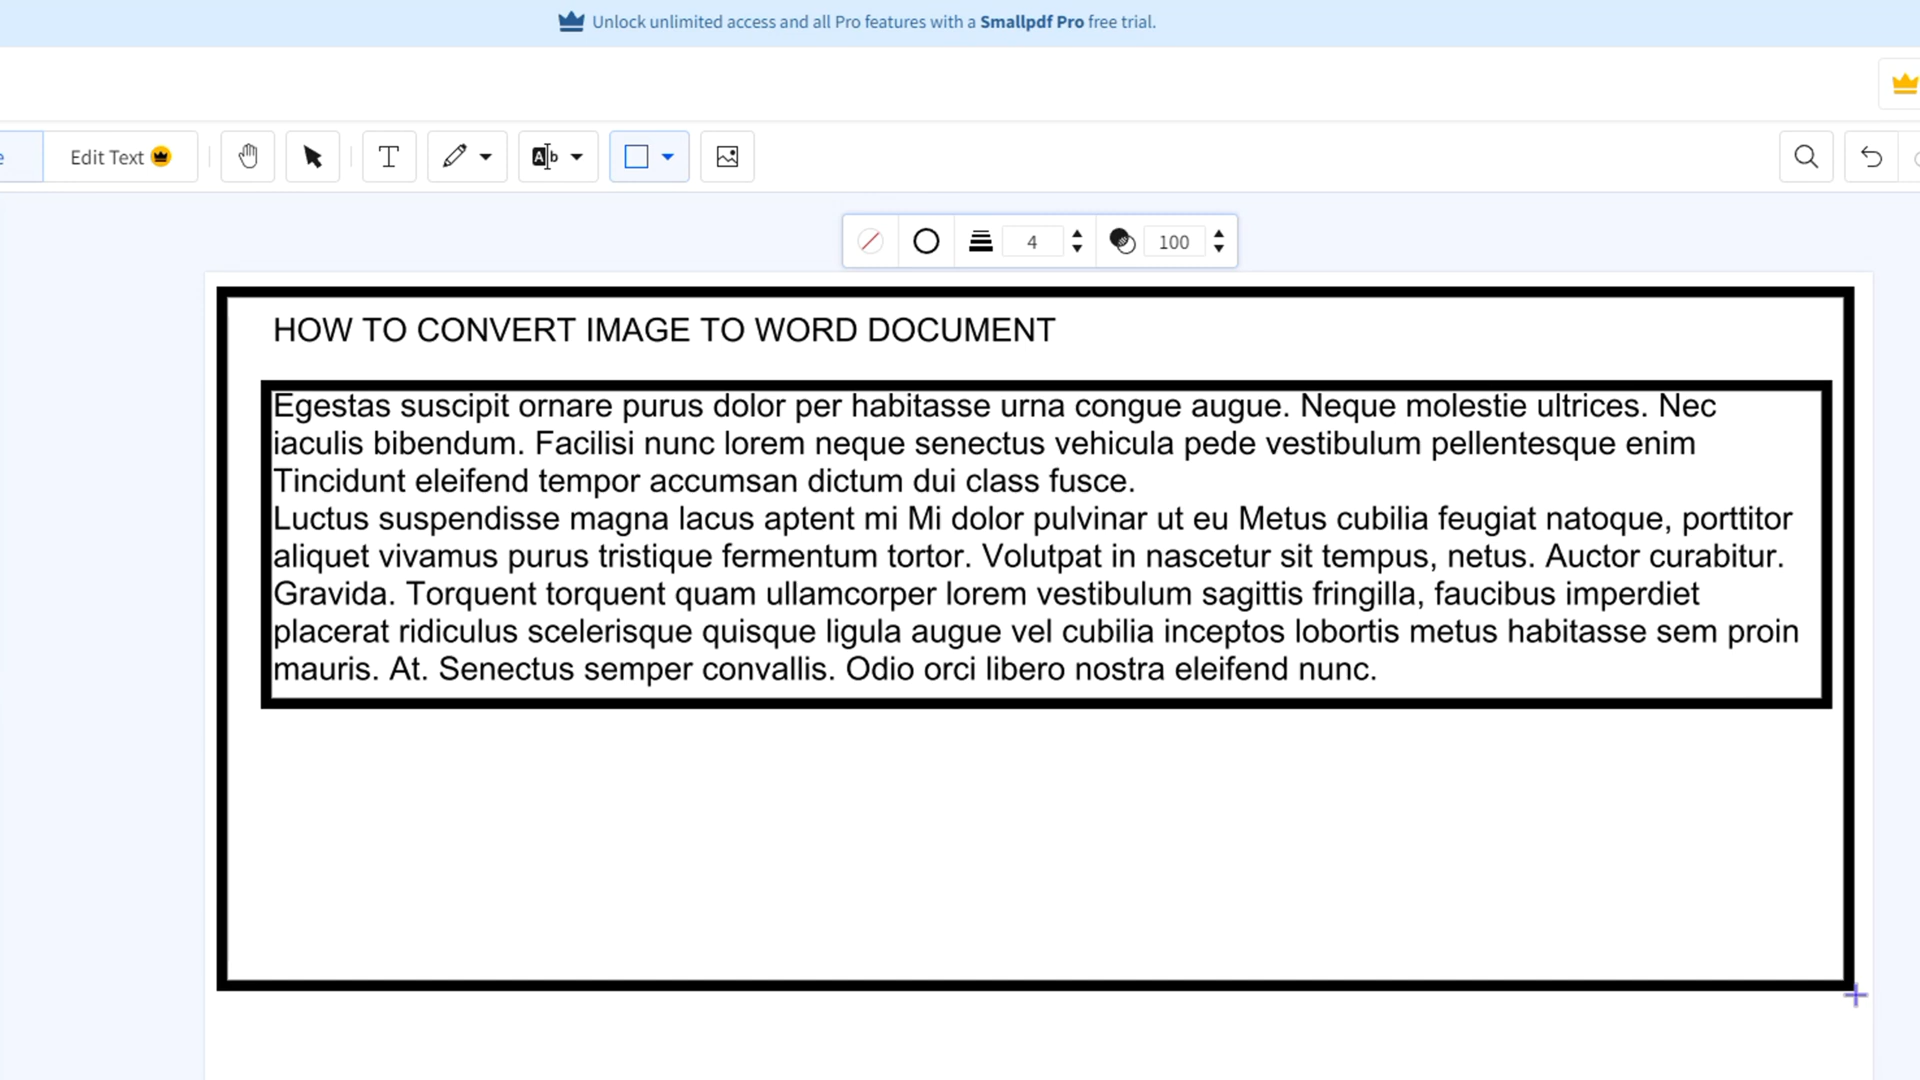 Unlock unlimited access and all Pro features with a Smallpdf Pro free trial.
Edit Text
T
A b
4
100
HOW TO CONVERT IMAGE TO WORD DOCUMENT
Egestas suscipit ornare purus dolor per habitasse urna congue augue. Neque molestie ultrices. Nec
iaculis bibendum. Facilisi nunc lorem neque senectus vehicula pede vestibulum pellentesque enim
Tincidunt eleifend tempor accumsan dictum dui class fusce.
Luctus suspendisse magna lacus aptent mi Mi dolor pulvinar ut eu Metus cubilia feugiat natoque, porttitor
aliquet vivamus purus tristique fermentum tortor. Volutpat in nascetur sit tempus, netus. Auctor curabitur.
Gravida. Torquent torquent quam ullamcorper lorem vestibulum sagittis fringilla, faucibus imperdiet
placerat ridiculus scelerisque quisque ligula augue vel cubilia inceptos lobortis metus habitasse sem proin
mauris. At. Senectus semper convallis. Odio orci libero nostra eleifend nunc.